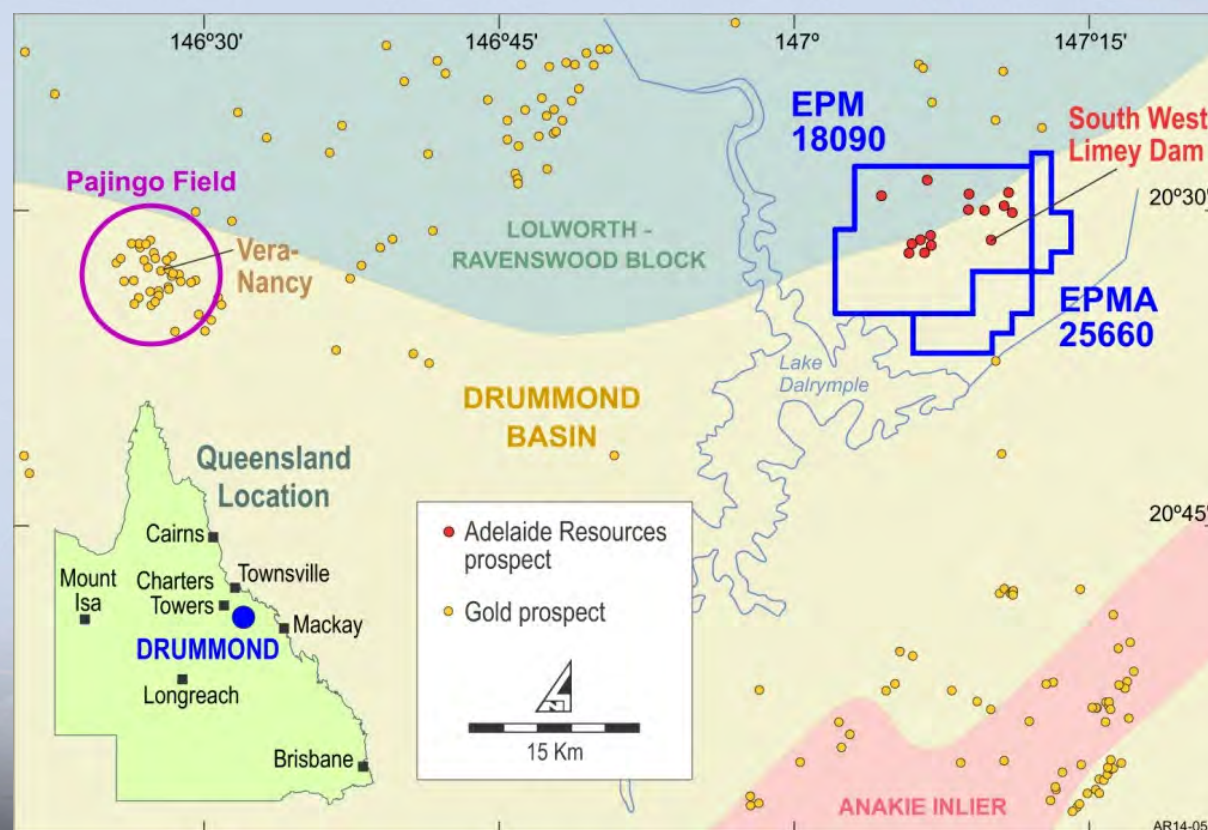 146°30'
146°45'
147°
147°15'
EPM
18090
South West
Limey Dam
Pajingo Field
20°30'
Vera-
Nancy
LOLWORTH -
RAVENSWOOD BLOCK
EPMA
25660
Lake
Dalrymple
DRUMMOND
BASIN
Queensland
Location
20°45'
Cairns
Mount
Isa
Charters
Towers
Townsville
Mackay
DRUMMOND
Longreach
Brisbane
Adelaide Resources
prospect
Gold prospect
15 Km
ANAKIE INLIER